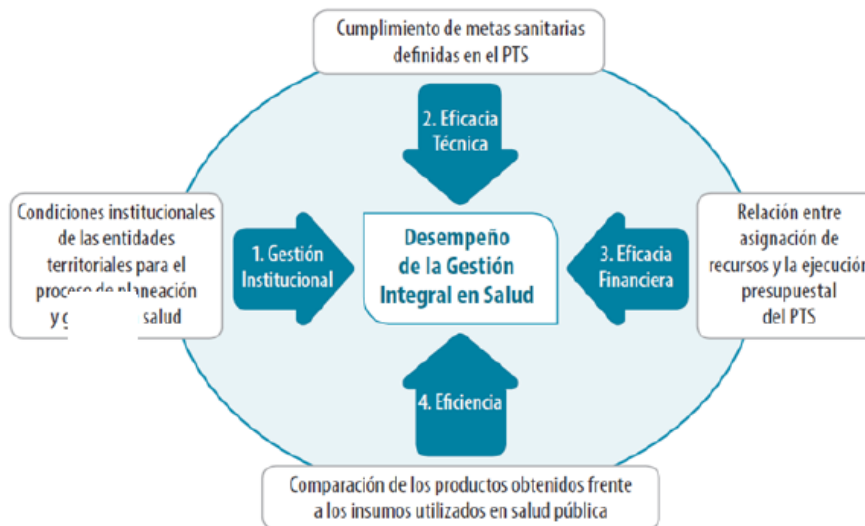 Cumplimiento de metas sanitarias
definidas en el PTS
2. Eficacia
Técnica
Condiciones institucionales
de las entidades
territoriales para el
proceso de planeación
y salud
1. Gestión
Institucional
Desempeño
de la Gestión
Integral en Salud
3. Eficacia
Financiera
Relación entre
asignación de
recursos y la ejecución
presupuestal
del PTS
4. Eficiencia
Comparación de los productos obtenidos frente
a los insumos utilizados en salud pública